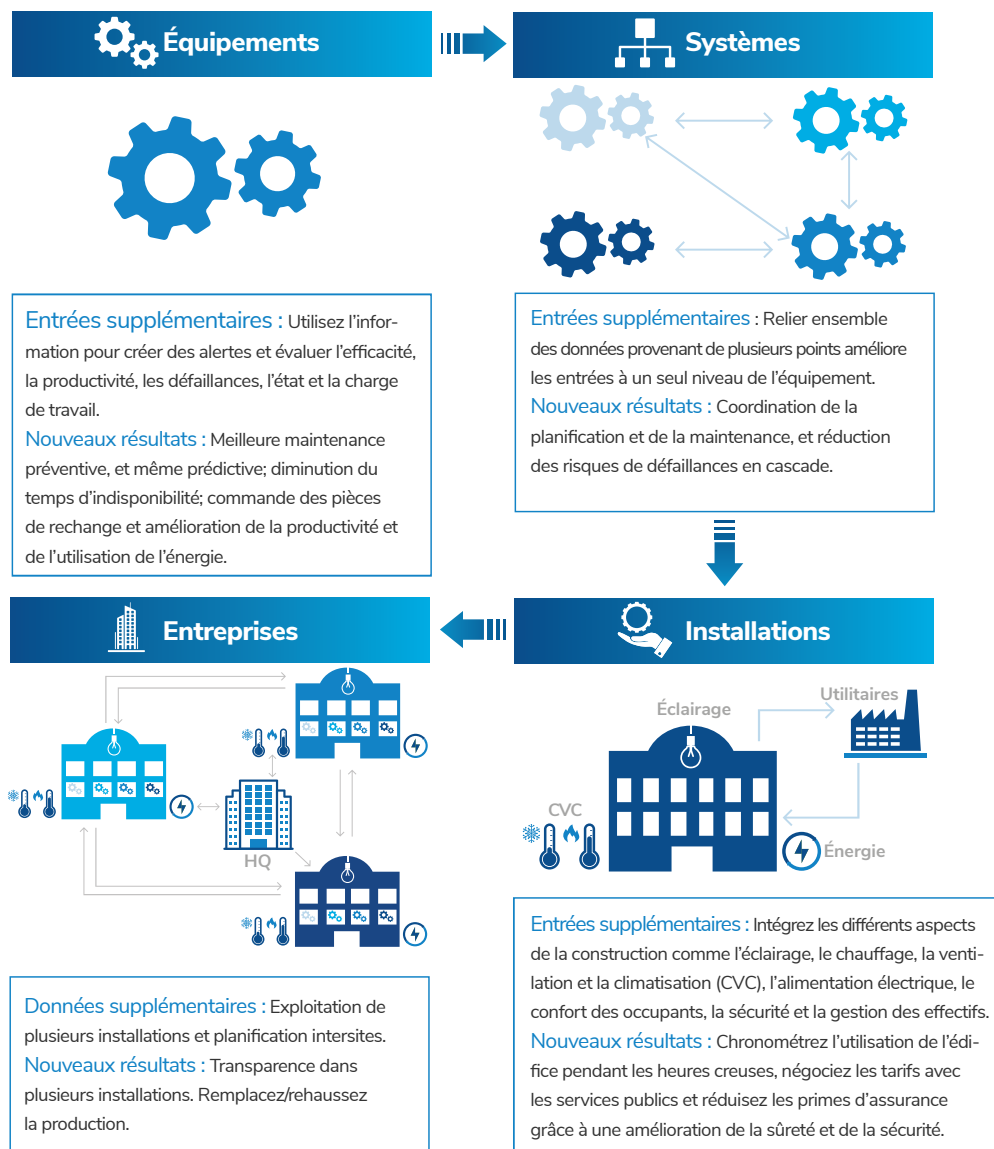 Équipements
Systèmes
Entrées supplémentaires : Utilisez l'infor-
mation pour créer des alertes et évaluer l'efficacité,
la productivité, les défaillances, l'état et la charge
de travail.
Nouveaux résultats : Meilleure maintenance
préventive, et même prédictive; diminution du
temps d'indisponibilité; commande des pièces
de rechange et amélioration de la productivité et
de l'utilisation de l'énergie.
Entrées supplémentaires : Relier ensemble
des données provenant de plusieurs points améliore
les entrées à un seul niveau de l'équipement.
Nouveaux résultats : Coordination de la
planification et de la maintenance, et réduction
des risques de défaillances en cascade.
Entreprises
Installations
HQ
Éclairage
Utilitaires
CVC
Énergie
Données supplémentaires : Exploitation de
plusieurs installations et planification intersites.
Nouveaux résultats : Transparence dans
plusieurs installations. Remplacez/rehaussez
la production.
Entrées supplémentaires : Intégrez les différents aspects
de la construction comme l'éclairage, le chauffage, la venti-
lation et la climatisation (CVC), l'alimentation électrique, le
confort des occupants, la sécurité et la gestion des effectifs.
Nouveaux résultats : Chronométrez l'utilisation de l'édi-
fice pendant les heures creuses, négociez les tarifs avec
les services publics et réduisez les primes d'assurance
grâce à une amélioration de la sûreté et de la sécurité.